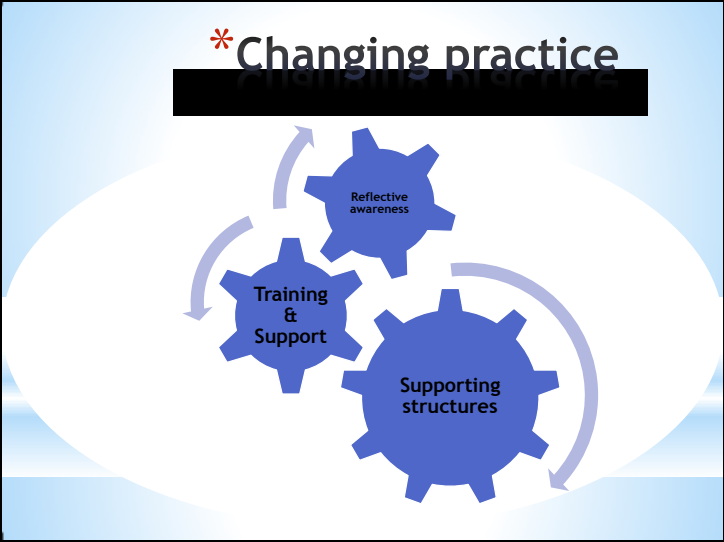 *Changing practice
Reflective
awareness
Training
&
Support
Supporting
structures